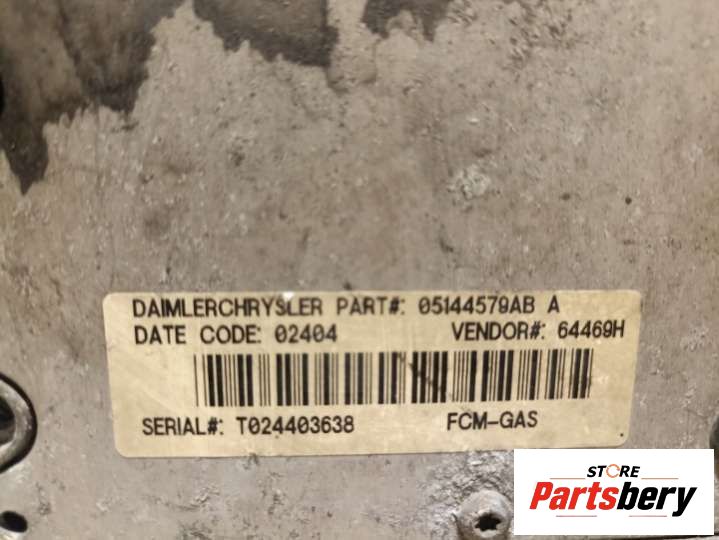 DAIMLERCHRYSLER PART#: 05144579AB A
DATE CODE: 02404 VENDOR#: 64469H
SERIAL#: T024403638 FCM-GAS
STORE
Partsbery